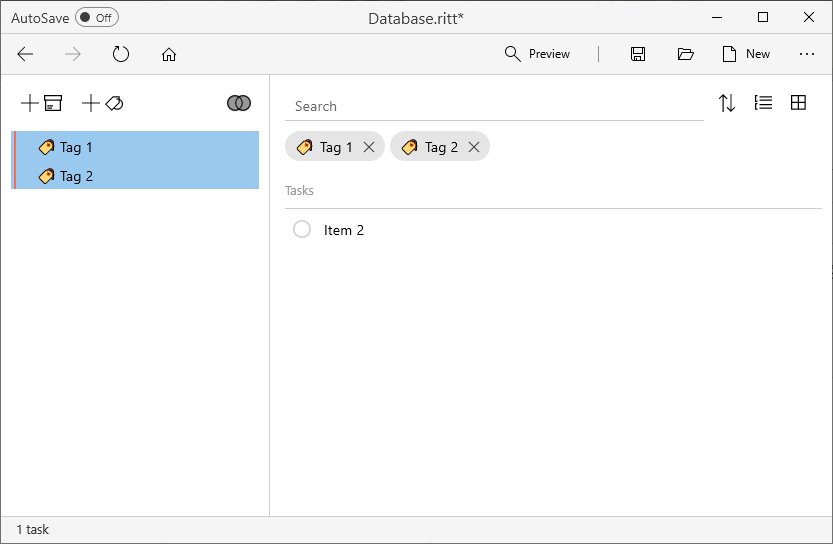 AutoSave Off Database.ritt*
Preview New
Search
Tag 1
Tag 2
Tag 1 Tag 2
Tasks
Item 2
1 task